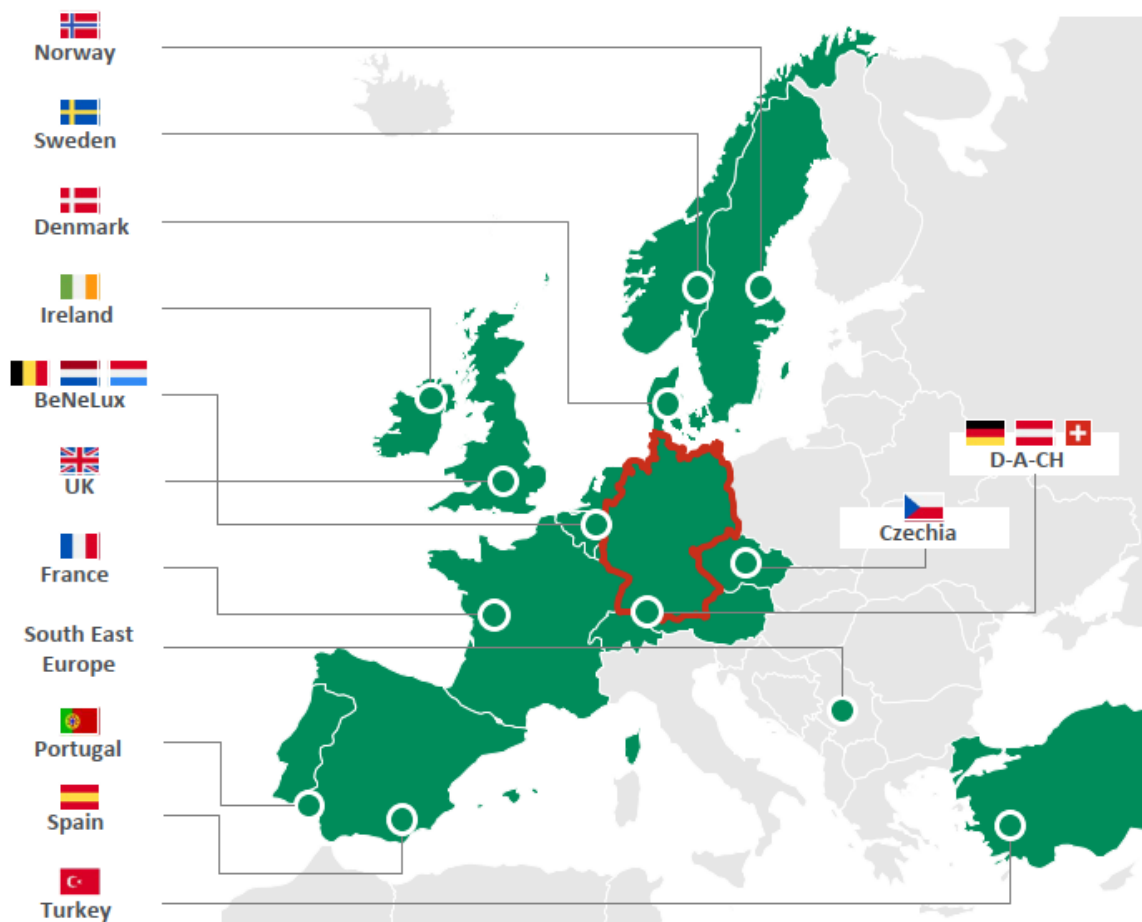 Norway
Sweden
Denmark
Ireland
BeNeLux
UK
France
South East
Europe
Portugal
Spain
Turkey
D-A-CH
Czechia